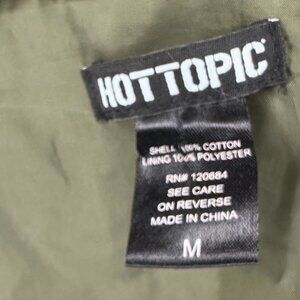 HOTTOPIC
SHELL 100% COTTON
LINING 100% POLYESTER
RN# 120684
SEE CARE
ON REVERSE
MADE IN CHINA
M